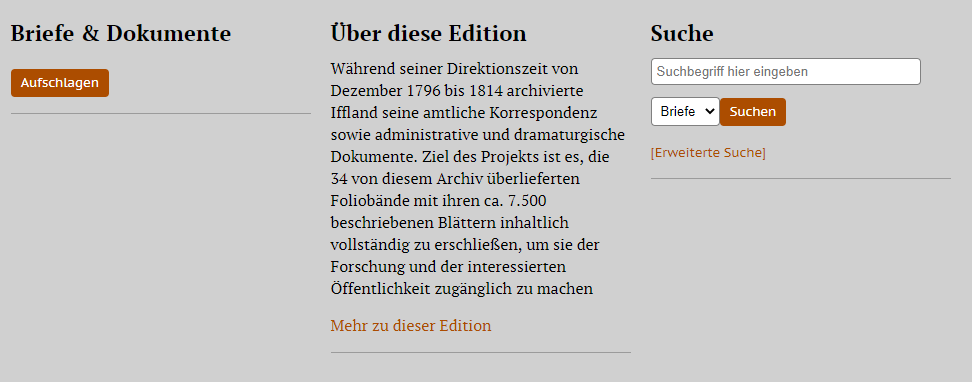 Briefe & Dokumente
Aufschlagen
Über diese Edition
Während seiner Direktionszeit von
Dezember 1796 bis 1814 archivierte
Iffland seine amtliche Korrespondenz
sowie administrative und dramaturgische
Dokumente. Ziel des Projekts ist es, die
34 von diesem Archiv überlieferten
Foliobände mit ihren ca. 7.500
beschriebenen Blättern inhaltlich
vollständig zu erschließen, um sie der
Forschung und der interessierten
Öffentlichkeit zugänglich zu machen
Mehr zu dieser Edition
Suche
Suchbegriff hier eingeben
Briefe Suchen
[Erweiterte Suche]